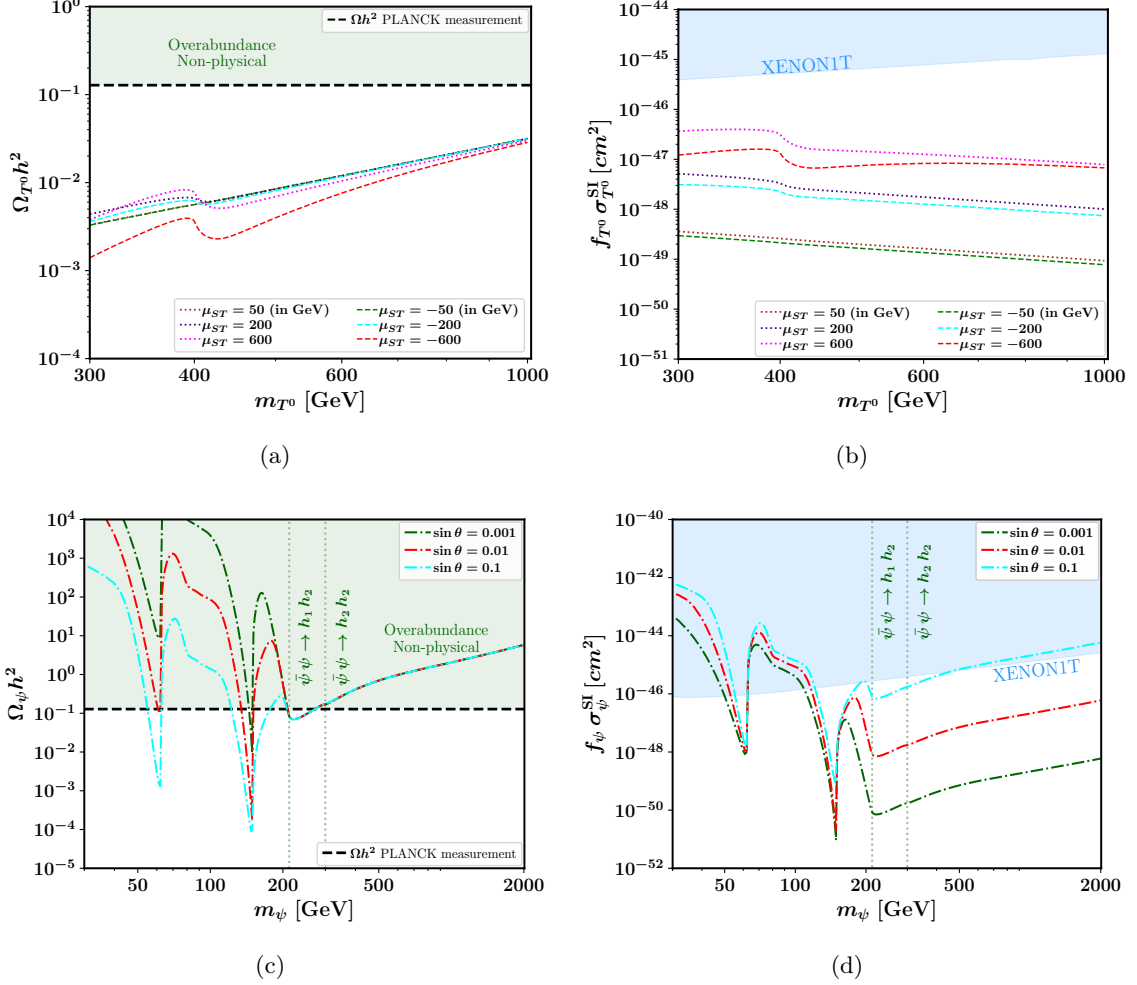 10^0
10^-1
10^-2
10^-3
10^-4
Ω_{T^0} h^2
Ωh^2 PLANCK measurement
Overabundance
Non-physical
μ_ST = 50 (in GeV)
μ_ST = 200
μ_ST = 600
μ_ST = −50 (in GeV)
μ_ST = −200
μ_ST = −600
300
400
600
1000
m_{T^0} [GeV]
(a)
10^-44
10^-45
10^-46
10^-47
10^-48
10^-49
10^-50
10^-51
f_{T^0} σ^SI_{T^0} [cm^2]
XENON1T
μ_ST = 50 (in GeV)
μ_ST = 200
μ_ST = 600
μ_ST = −50 (in GeV)
μ_ST = −200
μ_ST = −600
300
400
600
1000
m_{T^0} [GeV]
(b)
10^4
10^3
10^2
10^1
10^0
10^-1
10^-2
10^-3
10^-4
10^-5
Ω_ψ h^2
sin θ = 0.001
sin θ = 0.01
sin θ = 0.1
ψ̄ ψ → h_1 h_2
ψ̄ ψ → h_2 h_2
Overabundance
Non-physical
Ωh^2 PLANCK measurement
50
100
200
500
2000
m_ψ [GeV]
(c)
10^-40
10^-42
10^-44
10^-46
10^-48
10^-50
10^-52
f_ψ σ^SI_ψ [cm^2]
sin θ = 0.001
sin θ = 0.01
sin θ = 0.1
ψ̄ ψ → h_1 h_2
ψ̄ ψ → h_2 h_2
XENON1T
50
100
200
500
2000
m_ψ [GeV]
(d)